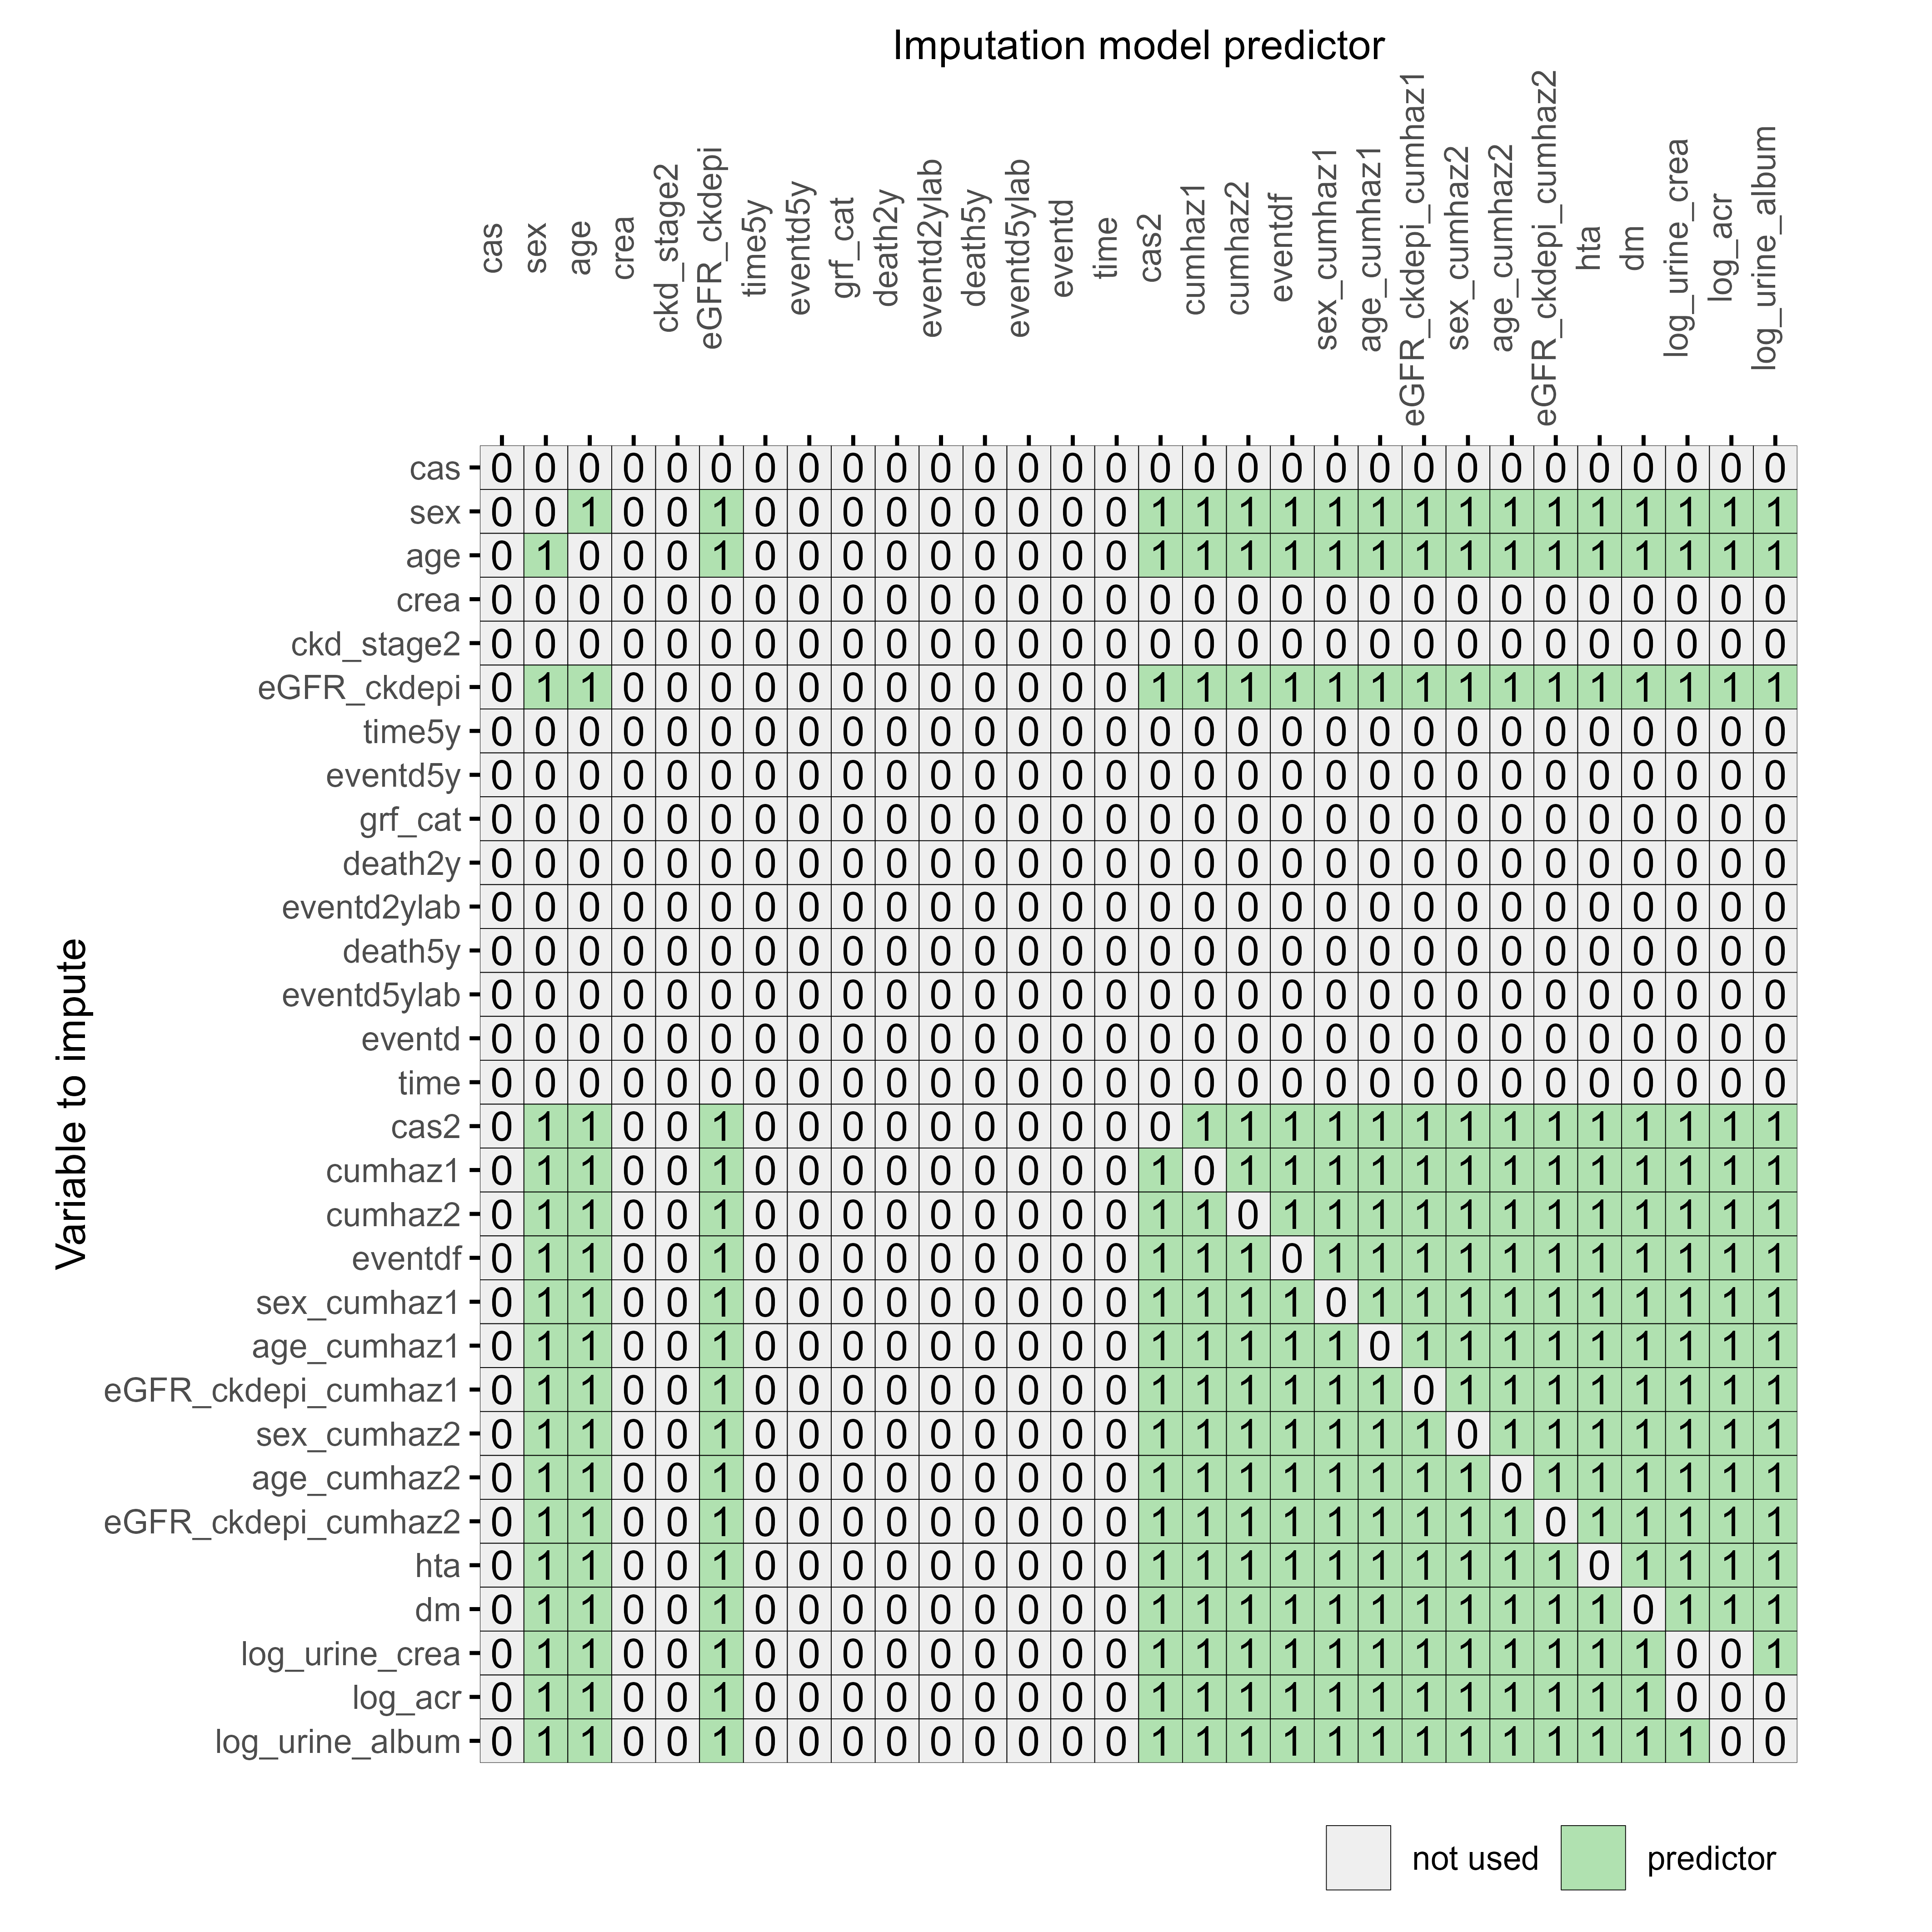 Imputation model predictor
cas sex age crea ckd_stage2 eGFR_ckdepi time5y eventd5y grf_cat death2y eventd2ylab death5y eventd5ylab eventd time cas2 cumhaz1 cumhaz2 eventdf sex_cumhaz1 age_cumhaz1 eGFR_ckdepi_cumhaz1 sex_cumhaz2 age_cumhaz2 eGFR_ckdepi_cumhaz2 hta dm log_urine_crea log_acr log_urine_album
Variable to impute
cas 0 0 0 0 0 0 0 0 0 0 0 0 0 0 0 0 0 0 0 0 0 0 0 0 0 0 0 0 0 0
sex 0 0 1 0 0 1 0 0 0 0 0 0 0 0 0 1 1 1 1 1 1 1 1 1 1 1 1 1 1 1
age 0 1 0 0 0 1 0 0 0 0 0 0 0 0 0 1 1 1 1 1 1 1 1 1 1 1 1 1 1 1
crea 0 0 0 0 0 0 0 0 0 0 0 0 0 0 0 0 0 0 0 0 0 0 0 0 0 0 0 0 0 0
ckd_stage2 0 0 0 0 0 0 0 0 0 0 0 0 0 0 0 0 0 0 0 0 0 0 0 0 0 0 0 0 0 0
eGFR_ckdepi 0 1 1 0 0 0 0 0 0 0 0 0 0 0 0 1 1 1 1 1 1 1 1 1 1 1 1 1 1 1
time5y 0 0 0 0 0 0 0 0 0 0 0 0 0 0 0 0 0 0 0 0 0 0 0 0 0 0 0 0 0 0
eventd5y 0 0 0 0 0 0 0 0 0 0 0 0 0 0 0 0 0 0 0 0 0 0 0 0 0 0 0 0 0 0
grf_cat 0 0 0 0 0 0 0 0 0 0 0 0 0 0 0 0 0 0 0 0 0 0 0 0 0 0 0 0 0 0
death2y 0 0 0 0 0 0 0 0 0 0 0 0 0 0 0 0 0 0 0 0 0 0 0 0 0 0 0 0 0 0
eventd2ylab 0 0 0 0 0 0 0 0 0 0 0 0 0 0 0 0 0 0 0 0 0 0 0 0 0 0 0 0 0 0
death5y 0 0 0 0 0 0 0 0 0 0 0 0 0 0 0 0 0 0 0 0 0 0 0 0 0 0 0 0 0 0
eventd5ylab 0 0 0 0 0 0 0 0 0 0 0 0 0 0 0 0 0 0 0 0 0 0 0 0 0 0 0 0 0 0
eventd 0 0 0 0 0 0 0 0 0 0 0 0 0 0 0 0 0 0 0 0 0 0 0 0 0 0 0 0 0 0
time 0 0 0 0 0 0 0 0 0 0 0 0 0 0 0 0 0 0 0 0 0 0 0 0 0 0 0 0 0 0
cas2 0 1 1 0 0 1 0 0 0 0 0 0 0 0 0 0 1 1 1 1 1 1 1 1 1 1 1 1 1 1
cumhaz1 0 1 1 0 0 1 0 0 0 0 0 0 0 0 0 1 0 1 1 1 1 1 1 1 1 1 1 1 1 1
cumhaz2 0 1 1 0 0 1 0 0 0 0 0 0 0 0 0 1 1 0 1 1 1 1 1 1 1 1 1 1 1 1
eventdf 0 1 1 0 0 1 0 0 0 0 0 0 0 0 0 1 1 1 0 1 1 1 1 1 1 1 1 1 1 1
sex_cumhaz1 0 1 1 0 0 1 0 0 0 0 0 0 0 0 0 1 1 1 1 0 1 1 1 1 1 1 1 1 1 1
age_cumhaz1 0 1 1 0 0 1 0 0 0 0 0 0 0 0 0 1 1 1 1 1 0 1 1 1 1 1 1 1 1 1
eGFR_ckdepi_cumhaz1 0 1 1 0 0 1 0 0 0 0 0 0 0 0 0 1 1 1 1 1 1 0 1 1 1 1 1 1 1 1
sex_cumhaz2 0 1 1 0 0 1 0 0 0 0 0 0 0 0 0 1 1 1 1 1 1 1 0 1 1 1 1 1 1 1
age_cumhaz2 0 1 1 0 0 1 0 0 0 0 0 0 0 0 0 1 1 1 1 1 1 1 1 0 1 1 1 1 1 1
eGFR_ckdepi_cumhaz2 0 1 1 0 0 1 0 0 0 0 0 0 0 0 0 1 1 1 1 1 1 1 1 1 0 1 1 1 1 1
hta 0 1 1 0 0 1 0 0 0 0 0 0 0 0 0 1 1 1 1 1 1 1 1 1 1 0 1 1 1 1
dm 0 1 1 0 0 1 0 0 0 0 0 0 0 0 0 1 1 1 1 1 1 1 1 1 1 1 0 1 1 1
log_urine_crea 0 1 1 0 0 1 0 0 0 0 0 0 0 0 0 1 1 1 1 1 1 1 1 1 1 1 1 0 0 1
log_acr 0 1 1 0 0 1 0 0 0 0 0 0 0 0 0 1 1 1 1 1 1 1 1 1 1 1 1 0 0 0
log_urine_album 0 1 1 0 0 1 0 0 0 0 0 0 0 0 0 1 1 1 1 1 1 1 1 1 1 1 1 1 0 0
not used predictor